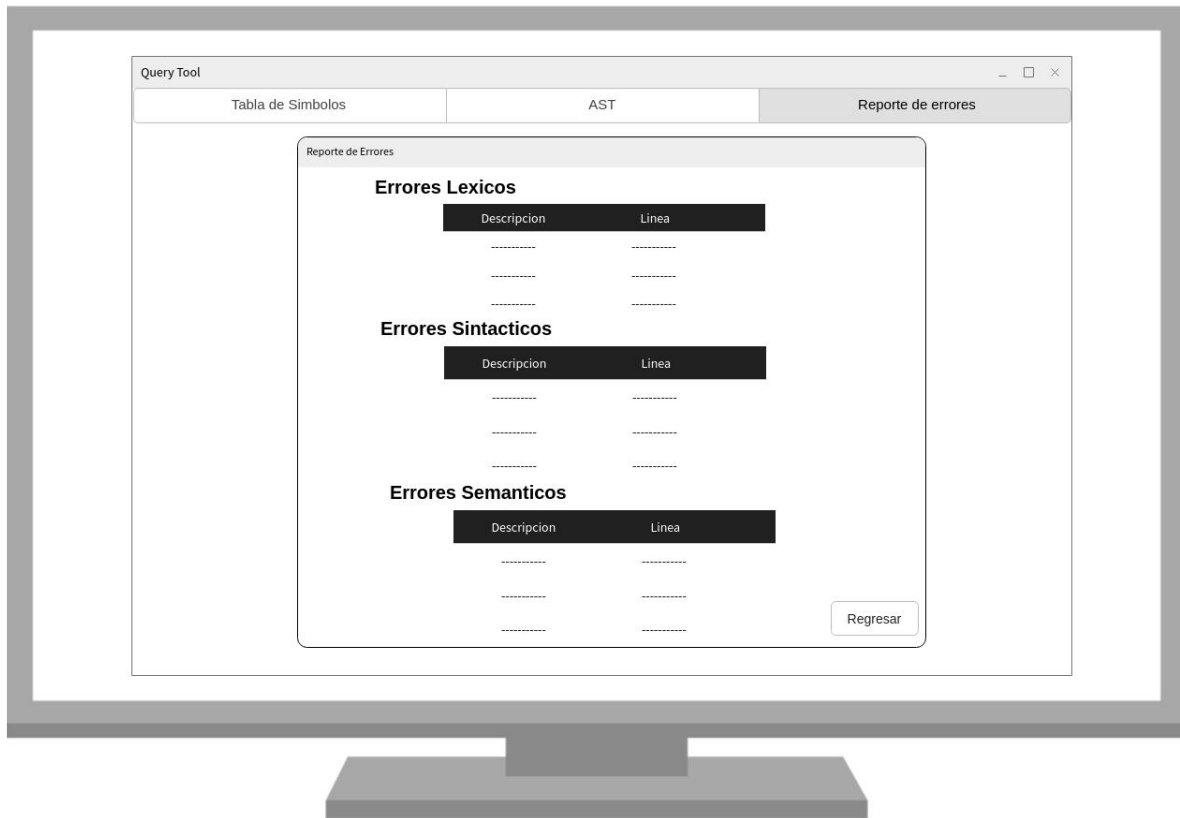 Query Tool
Tabla de Simbolos AST Reporte de errores
Reporte de Errores
Errores Lexicos
Descripcion Linea
----------- -----------
----------- -----------
----------- -----------
Errores Sintacticos
Descripcion Linea
----------- -----------
----------- -----------
----------- -----------
Errores Semanticos
Descripcion Linea
----------- -----------
----------- -----------
Regresar
----------- -----------